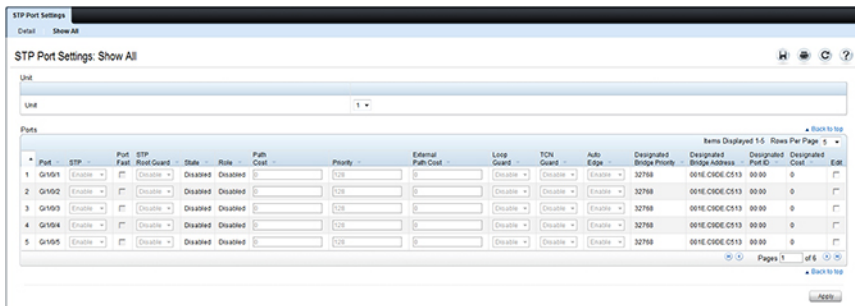 STP Port Settings
Detail Show All
STP Port Settings: Show All
Unit
Unit 1
Ports
Back to top
Items Displayed 1-5 Rows Per Page 5
Port STP Port Fast STP Root Guard State Role Path Cost Priority External Path Cost Loop Guard TCN Guard Auto Edge Designated Bridge Priority Designated Bridge Address Designated Port ID Designated Cost Edit
1 Gi1/0/1 Enable Disable Disabled Disabled 0 128 0 Disable Disable Enable 32768 001E.C9DE.C513 00:00 0
2 Gi1/0/2 Enable Disable Disabled Disabled 0 128 0 Disable Disable Enable 32768 001E.C9DE.C513 00:00 0
3 Gi1/0/3 Enable Disable Disabled Disabled 0 128 0 Disable Disable Enable 32768 001E.C9DE.C513 00:00 0
4 Gi1/0/4 Enable Disable Disabled Disabled 0 128 0 Disable Disable Enable 32768 001E.C9DE.C513 00:00 0
5 Gi1/0/5 Enable Disable Disabled Disabled 0 128 0 Disable Disable Enable 32768 001E.C9DE.C513 00:00 0
Pages 1 of 6
Back to top
Apply